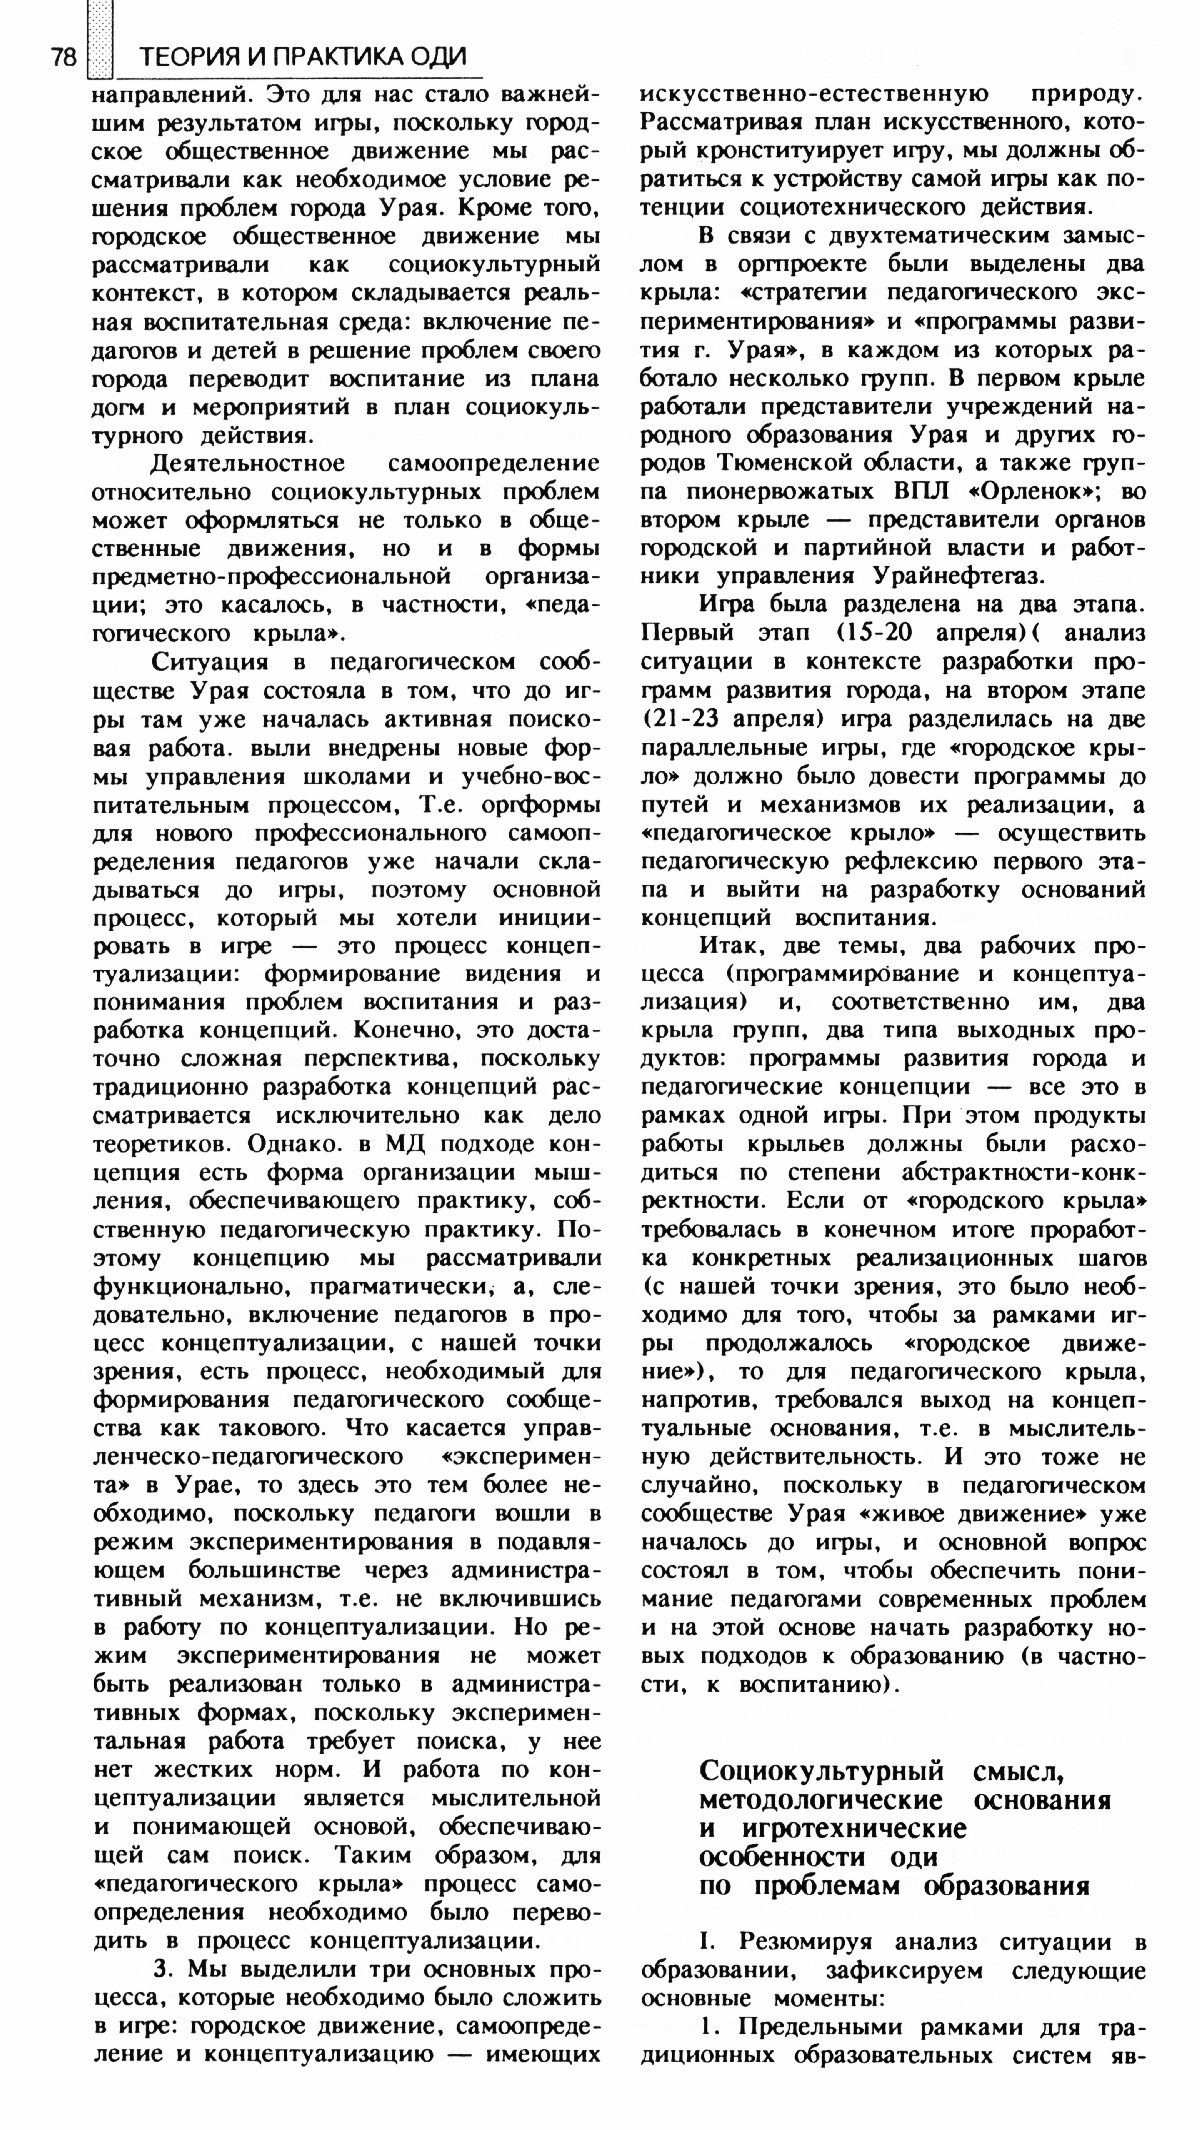 78
ТЕОРИЯ И ПРАКТИКА ОДИ
направлений. Это для нас стало важней-
шим результатом игры, поскольку город-
ское общественное движение мы рас-
сматривали как необходимое условие ре-
шения проблем города Урая. Кроме того,
городское общественное движение мы
рассматривали как социокультурный
контекст, в котором складывается реаль-
ная воспитательная среда: включение пе-
дагогов и детей в решение проблем своего
города переводит воспитание из плана
догм и мероприятий в план социокуль-
турного действия.
Деятельностное самоопределение
относительно социокультурных проблем
может оформляться не только в обще-
ственные движения, но и в формы
предметно-профессиональной организа-
ции; это касалось, в частности, «педа-
гогического крыла».
Ситуация в педагогическом сооб-
ществе Урая состояла в том, что до иг-
ры там уже началась активная поиско-
вая работа. выли внедрены новые фор-
мы управления школами и учебно-вос-
питательным процессом, Т.е. оргформы
для нового профессионального самооп-
ределения педагогов уже начали скла-
дываться до игры, поэтому основной
процесс, который мы хотели иниции-
ровать в игре — это процесс концеп-
туализации: формирование видения и
понимания проблем воспитания и раз-
работка концепций. Конечно, это доста-
точно сложная перспектива, поскольку
традиционно разработка концепций рас-
сматривается исключительно как дело
теоретиков. Однако. в МД подходе кон-
цепция есть форма организации мыш-
ления, обеспечивающего практику, соб-
ственную педагогическую практику. По-
этому концепцию мы рассматривали
функционально, прагматически, а, сле-
довательно, включение педагогов в про-
цесс концептуализации, с нашей точки
зрения, есть процесс, необходимый для
формирования педагогического сообще-
ства как такового. Что касается управ-
ленческо-педагогического «эксперимен-
та» в Урае, то здесь это тем более не-
обходимо, поскольку педагоги вошли в
режим экспериментирования в подавля-
ющем большинстве через администра-
тивный механизм, т.е. не включившись
в работу по концептуализации. Но ре-
жим экспериментирования не может
быть реализован только в администра-
тивных формах, поскольку эксперимен-
тальная работа требует поиска, у нее
нет жестких норм. И работа по кон-
цептуализации является мыслительной
и понимающей основой, обеспечиваю-
щей сам поиск. Таким образом, для
«педагогического крыла» процесс само-
определения необходимо было перево-
дить в процесс концептуализации.
3. Мы выделили три основных про-
цесса, которые необходимо было сложить
в игре: городское движение, самоопреде-
ление и концептуализацию — имеющих
искусственно-естественную природу.
Рассматривая план искусственного, кото-
рый кронституирует игру, мы должны об-
ратиться к устройству самой игры как по-
тенции социотехнического действия.
В связи с двухтематическим замыс-
лом в оргпроекте были выделены два
крыла: «стратегии педагогического экс-
периментирования» и «программы разви-
тия г. Урая», в каждом из которых ра-
ботало несколько групп. В первом крыле
работали представители учреждений на-
родного образования Урая и других го-
родов Тюменской области, а также груп-
па пионервожатых ВПЛ «Орленок»; во
втором крыле — представители органов
городской и партийной власти и работ-
ники управления Урайнефтегаз.
Игра была разделена на два этапа.
Первый этап (15-20 апреля)( анализ
ситуации в контексте разработки про-
грамм развития города, на втором этапе
(21-23 апреля) игра разделилась на две
параллельные игры, где «городское кры-
ло» должно было довести программы до
путей и механизмов их реализации, а
«педагогическое крыло» — осуществить
педагогическую рефлексию первого эта-
па и выйти на разработку оснований
концепций воспитания.
Итак, две темы, два рабочих про-
цесса (программирование и концептуа-
лизация) и, соответственно им, два
крыла групп, два типа выходных про-
дуктов: программы развития города и
педагогические концепции — все это в
рамках одной игры. При этом продукты
работы крыльев должны были расхо-
диться по степени абстрактности-конк-
ректности. Если от «городского крыла»
требовалась в конечном итоге проработ-
ка конкретных реализационных шагов
(с нашей точки зрения, это было необ-
ходимо для того, чтобы за рамками иг-
ры продолжалось «городское движе-
ние»), то для педагогического крыла,
напротив, требовался выход на концеп-
туальные основания, т.е. в мыслитель-
ную действительность. И это тоже не
случайно, поскольку в педагогическом
сообществе Урая «живое движение» уже
началось до игры, и основной вопрос
состоял в том, чтобы обеспечить пони-
мание педагогами современных проблем
и на этой основе начать разработку но-
вых подходов к образованию (в частно-
сти, к воспитанию).
Социокультурный смысл,
методологические основания
и игротехнические
особенности оди
по проблемам образования
I. Резюмируя анализ ситуации в
образовании, зафиксируем следующие
основные моменты:
1. Предельными рамками для тра-
диционных образовательных систем яв-